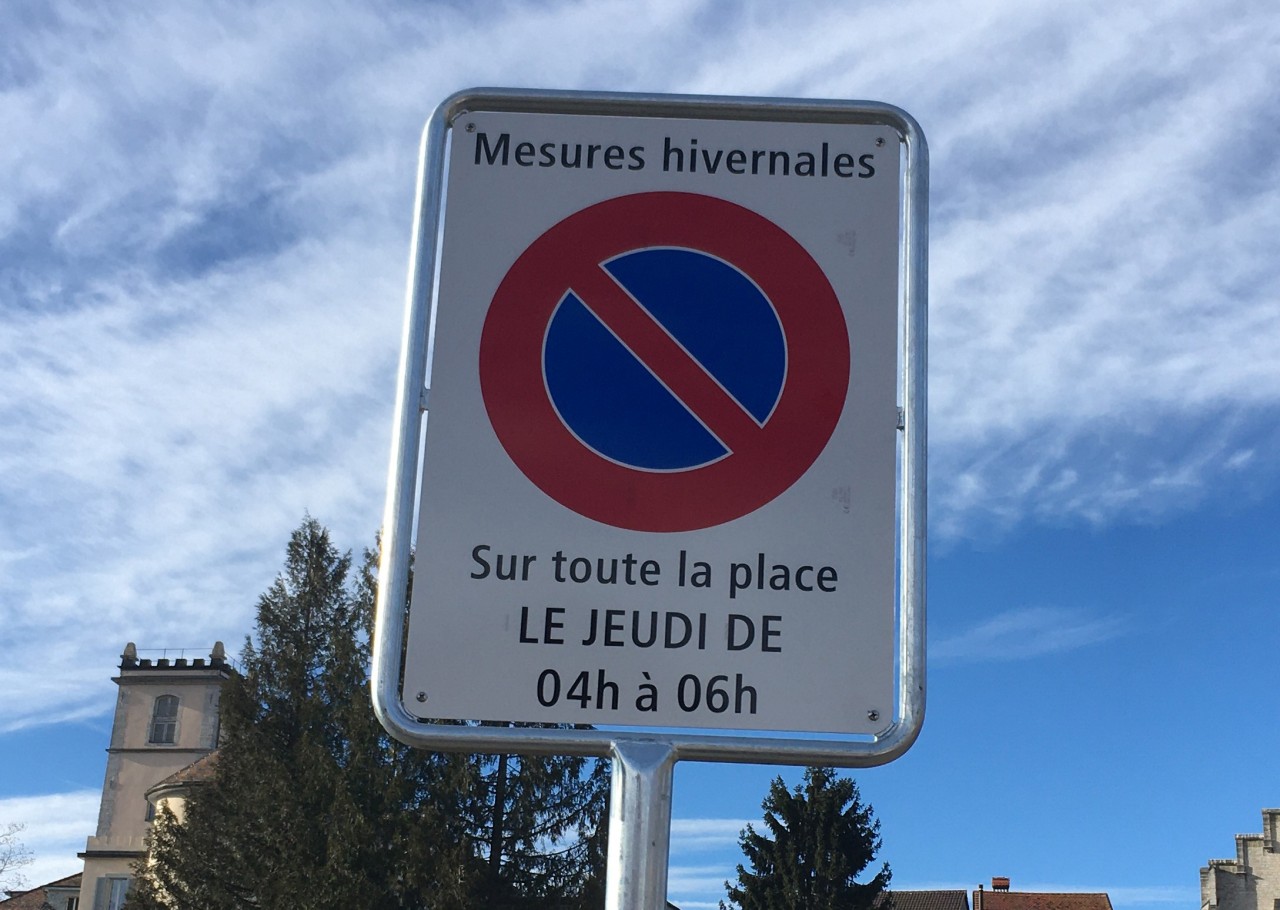 Mesures hivernales
Sur toute la place
LE JEUDI DE
04h à 06h